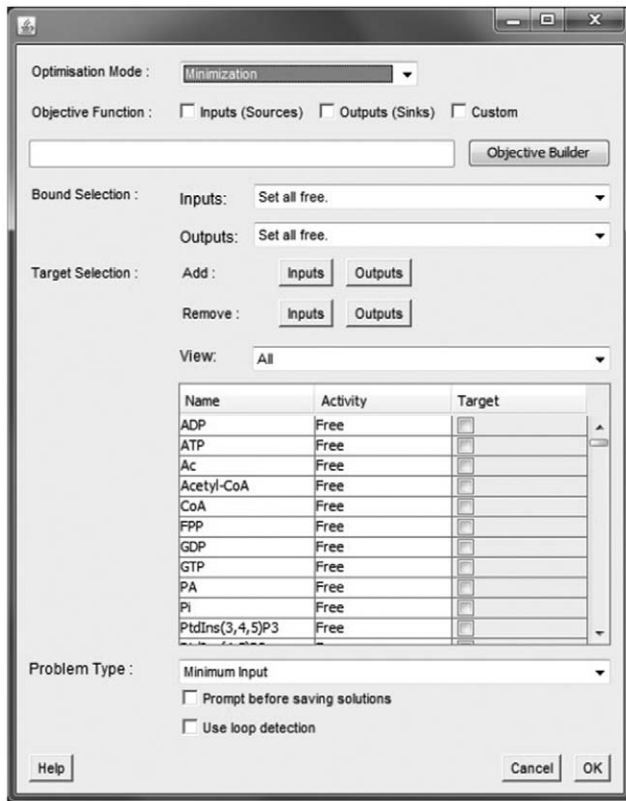 Optimisation Mode : Minimization
Objective Function : Inputs (Sources) Outputs (Sinks) Custom
Objective Builder
Bound Selection : Inputs: Set all free.
Outputs: Set all free.
Target Selection : Add : Inputs Outputs
Remove : Inputs Outputs
View: All
Name Activity Target
ADP Free
ATP Free
Ac Free
Acetyl-CoA Free
CoA Free
FPP Free
GDP Free
GTP Free
PA Free
Pi Free
PtdIns(3,4,5)P3 Free
Problem Type : Minimum Input
Prompt before saving solutions
Use loop detection
Help Cancel OK